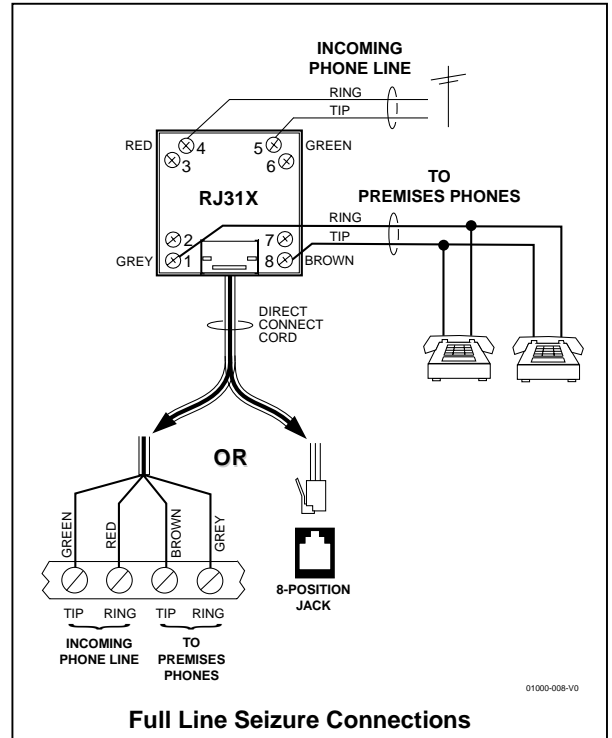 INCOMING
PHONE LINE
RING
TIP
RED
4
5
GREEN
3
6
RJ31X
TO
PREMISES PHONES
RING
TIP
2
7
GREY
1
8
BROWN
DIRECT
CONNECT
CORD
OR
GREEN
RED
BROWN
GREY
8-POSITION
JACK
TIP RING TIP RING
INCOMING
PHONE LINE
TO
PREMISES
PHONES
01000-008-V0
Full Line Seizure Connections